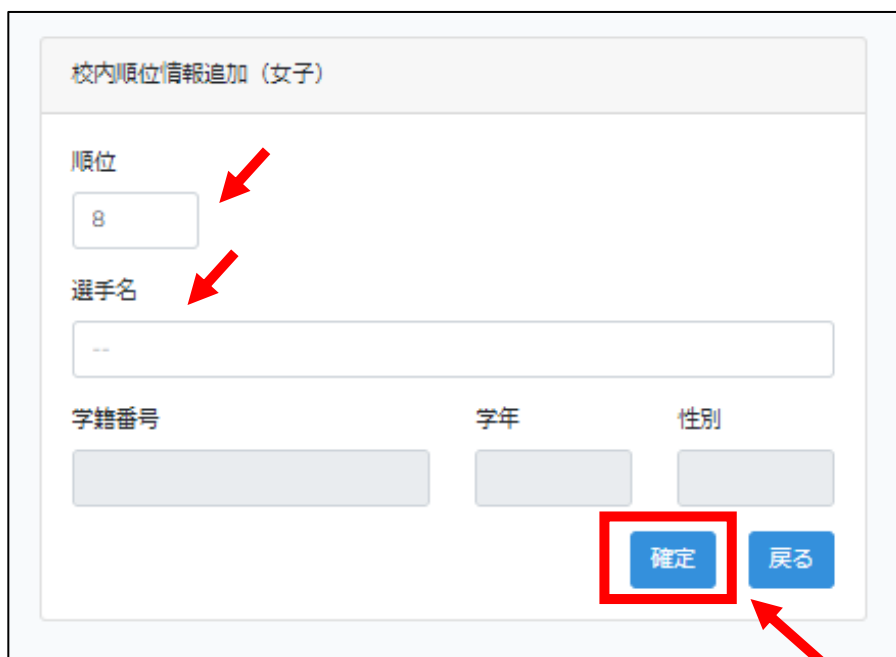 校内順位情報追加（女子）
順位
8
選手名
--
学籍番号 学年 性別
確定 戻る